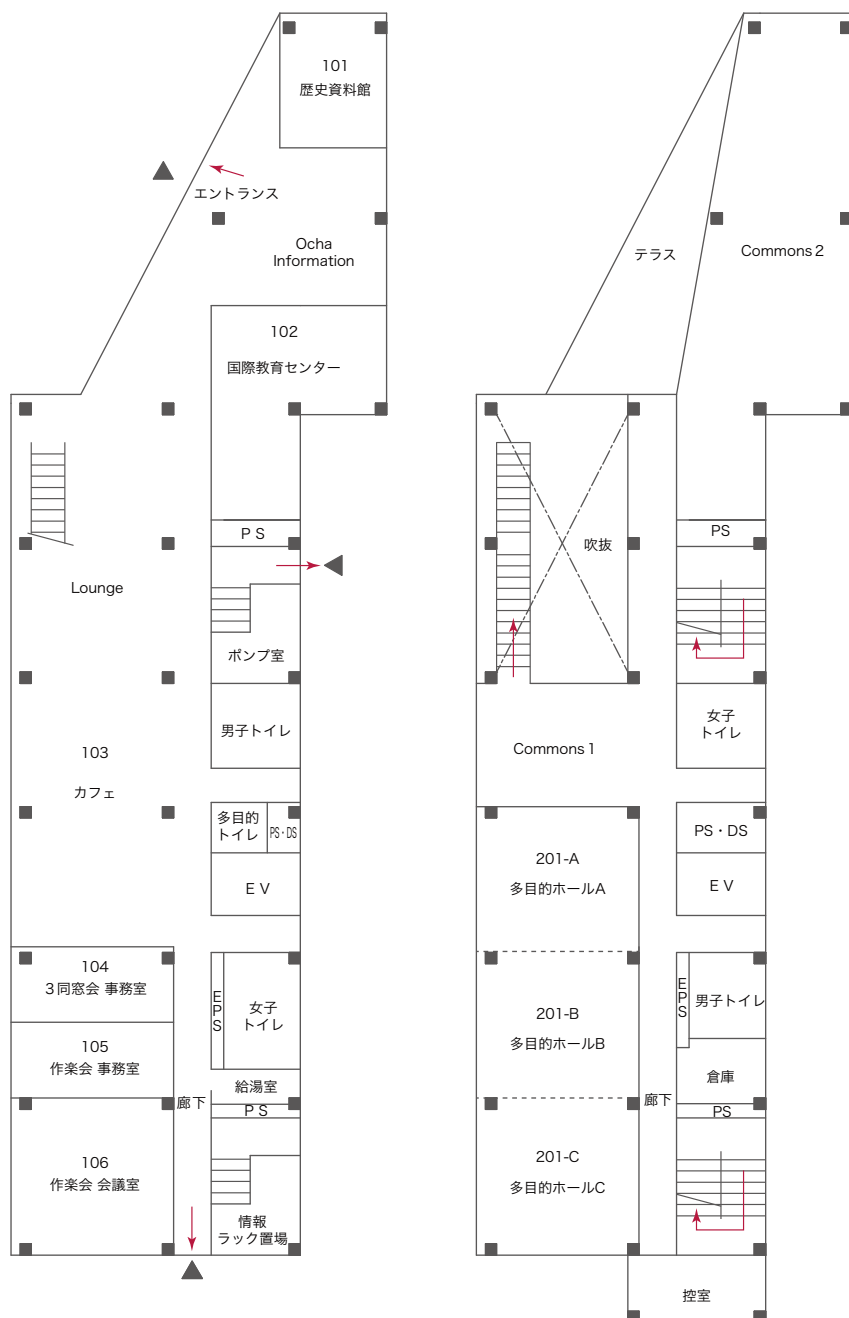 101
歴史資料館
エントランス
Ocha
Information
102
国際教育センター
PS
Lounge
ポンプ室
男子トイレ
103
カフェ
多目的
トイレ
PS・DS
EV
104
3同窓会 事務室
EPS
女子
トイレ
105
作楽会 事務室
給湯室
廊下
PS
106
作楽会 会議室
情報
ラック置場
テラス
Commons2
吹抜
PS
女子
トイレ
Commons1
PS・DS
201-A
多目的ホールA
EV
EPS
男子トイレ
201-B
多目的ホールB
倉庫
廊下
PS
201-C
多目的ホールC
控室